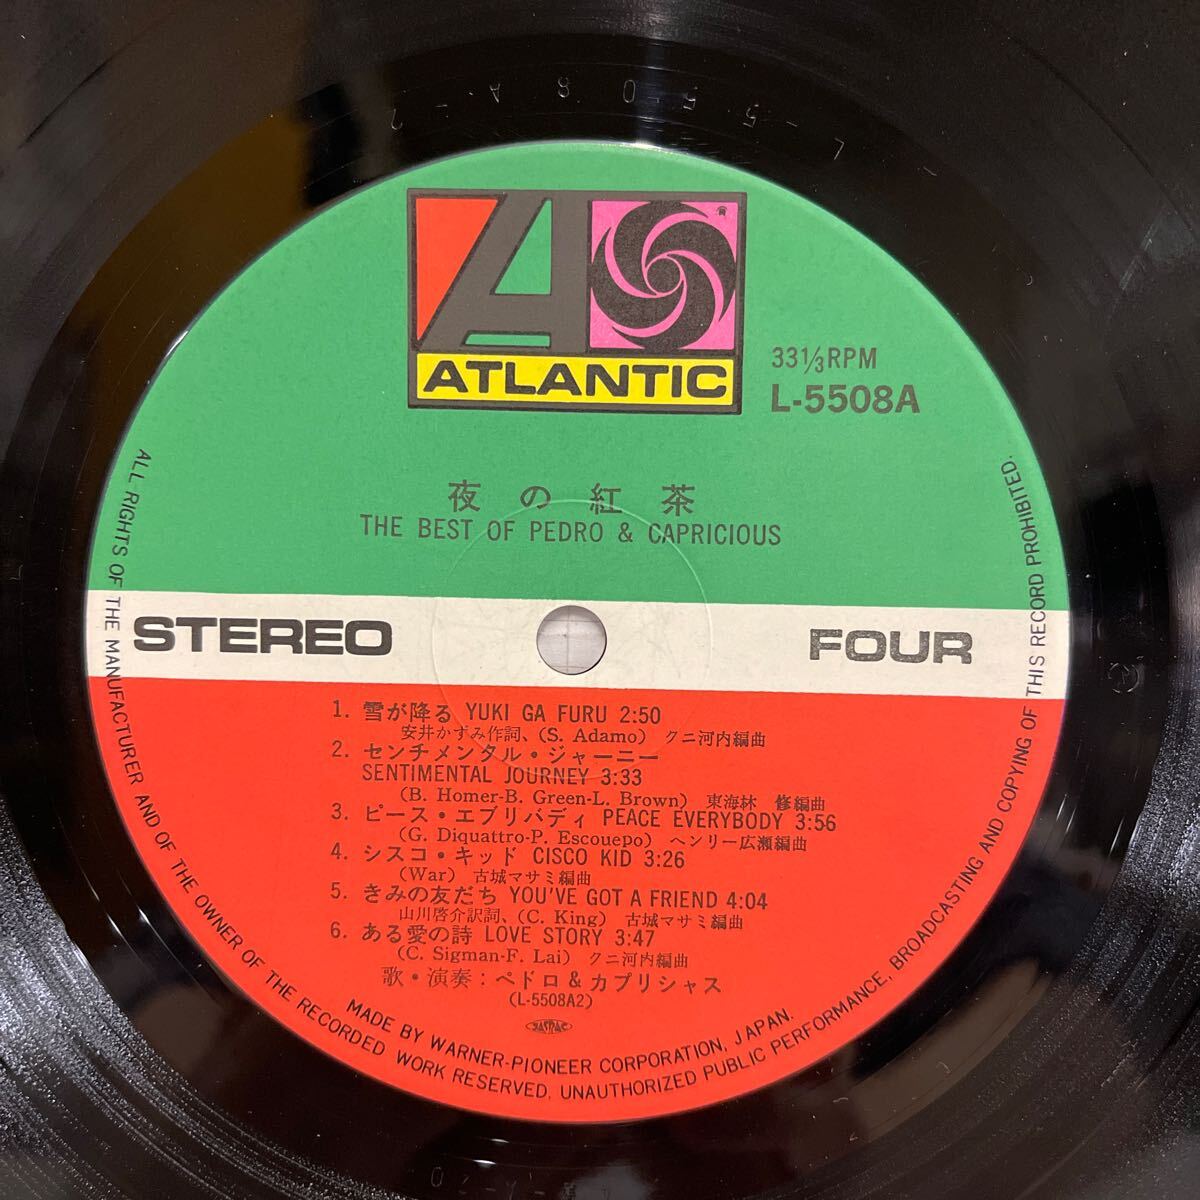 L-5508A-2
ATLANTIC
33 1/3 RPM
L-5508A
夜の紅茶
THE BEST OF PEDRO & CAPRICIOUS
STEREO
FOUR
1. 雪が降る YUKI GA FURU 2:50
安井かずみ作詞、(S. Adamo) クニ河内編曲
2. センチメンタル・ジャーニー
SENTIMENTAL JOURNEY 3:33
(B. Homer-B. Green-L. Brown) 東海林 修編曲
3. ピース・エブリバディ PEACE EVERYBODY 3:56
(G. Diquattro-P. Escouepo) ヘンリー広瀬編曲
4. シスコ・キッド CISCO KID 3:26
(War) 古城マサミ編曲
5. きみの友だち YOU'VE GOT A FRIEND 4:04
山川啓介訳詞、(C. King) 古城マサミ編曲
6. ある愛の詩 LOVE STORY 3:47
(C. Sigman-F. Lai) クニ河内編曲
歌・演奏：ペドロ&カプリシャス
(L-5508A2)
JASRAC
MADE BY WARNER-PIONEER CORPORATION, JAPAN.
ALL RIGHTS OF THE MANUFACTURER AND OF THE OWNER OF THE RECORDED WORK RESERVED, UNAUTHORIZED PUBLIC PERFORMANCE, BROADCASTING AND COPYING OF THIS RECORD PROHIBITED.